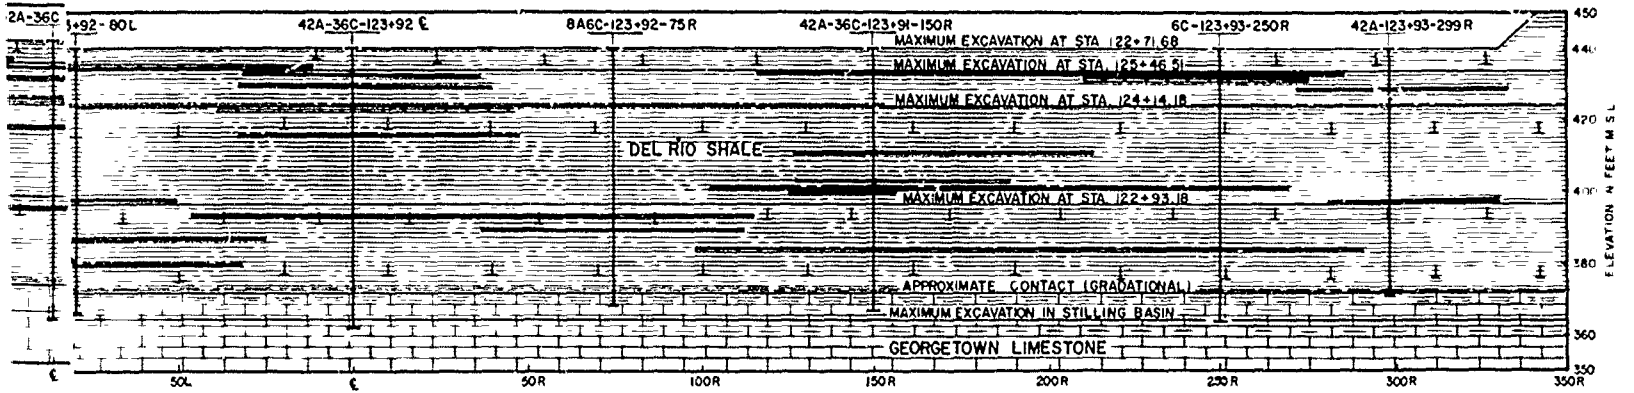 2A-36C
+92-80L
42A-36C-123+92 ℄
8A6C-123+92-75R
42A-36C-123+91-150R
6C-123+93-250R
42A-123+93-299R
450
MAXIMUM EXCAVATION AT STA. 122+71.68
440
MAXIMUM EXCAVATION AT STA. 125+46.51
MAXIMUM EXCAVATION AT STA. 124+14.18
420
DEL RIO SHALE
400
MAXIMUM EXCAVATION AT STA. 122+93.18
380
APPROXIMATE CONTACT (GRADATIONAL)
MAXIMUM EXCAVATION IN STILLING BASIN
360
GEORGETOWN LIMESTONE
350
ELEVATION IN FEET M S L
℄
50L
℄
50R
100R
150R
200R
250R
300R
350R